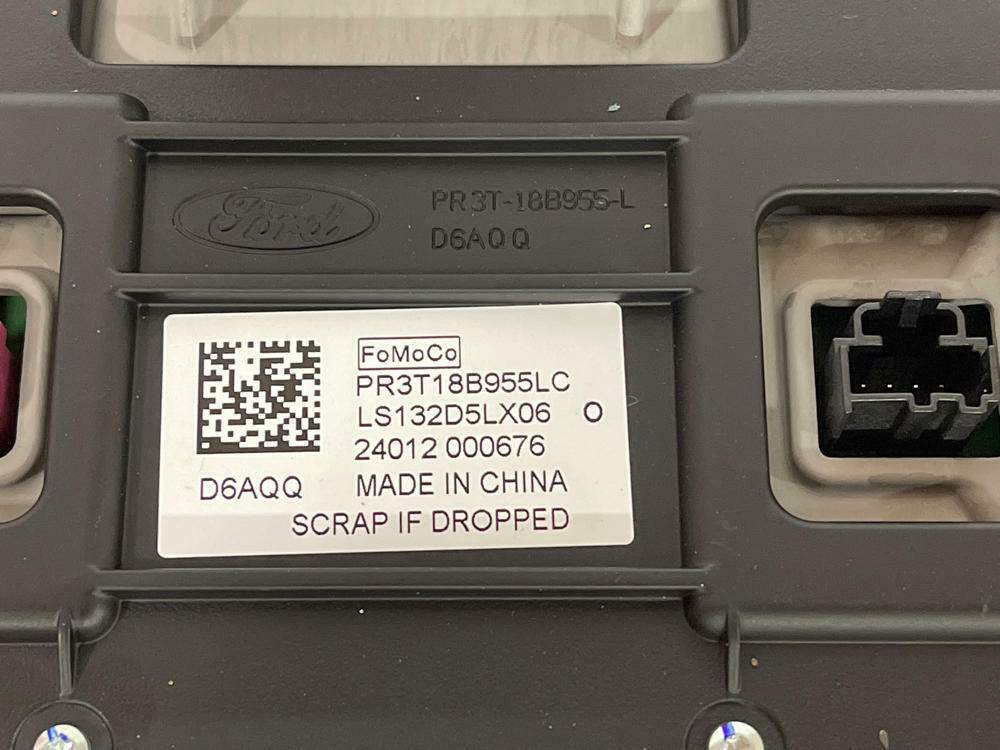 Ford
PR3T-18B955-L
D6AQQ
FoMoCo
PR3T18B955LC
LS132D5LX06 O
24012 000676
D6AQQ MADE IN CHINA
SCRAP IF DROPPED